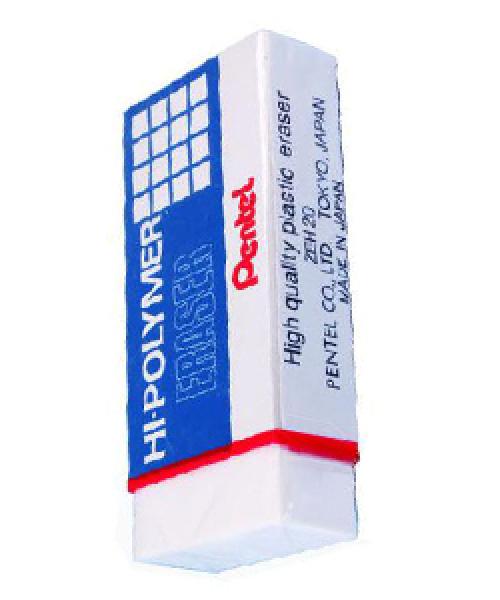 HI-POLYMER
ERASER
Pentel
High quality plastic eraser
ZEH 20
PENTEL CO., LTD. TOKYO, JAPAN
MADE IN JAPAN